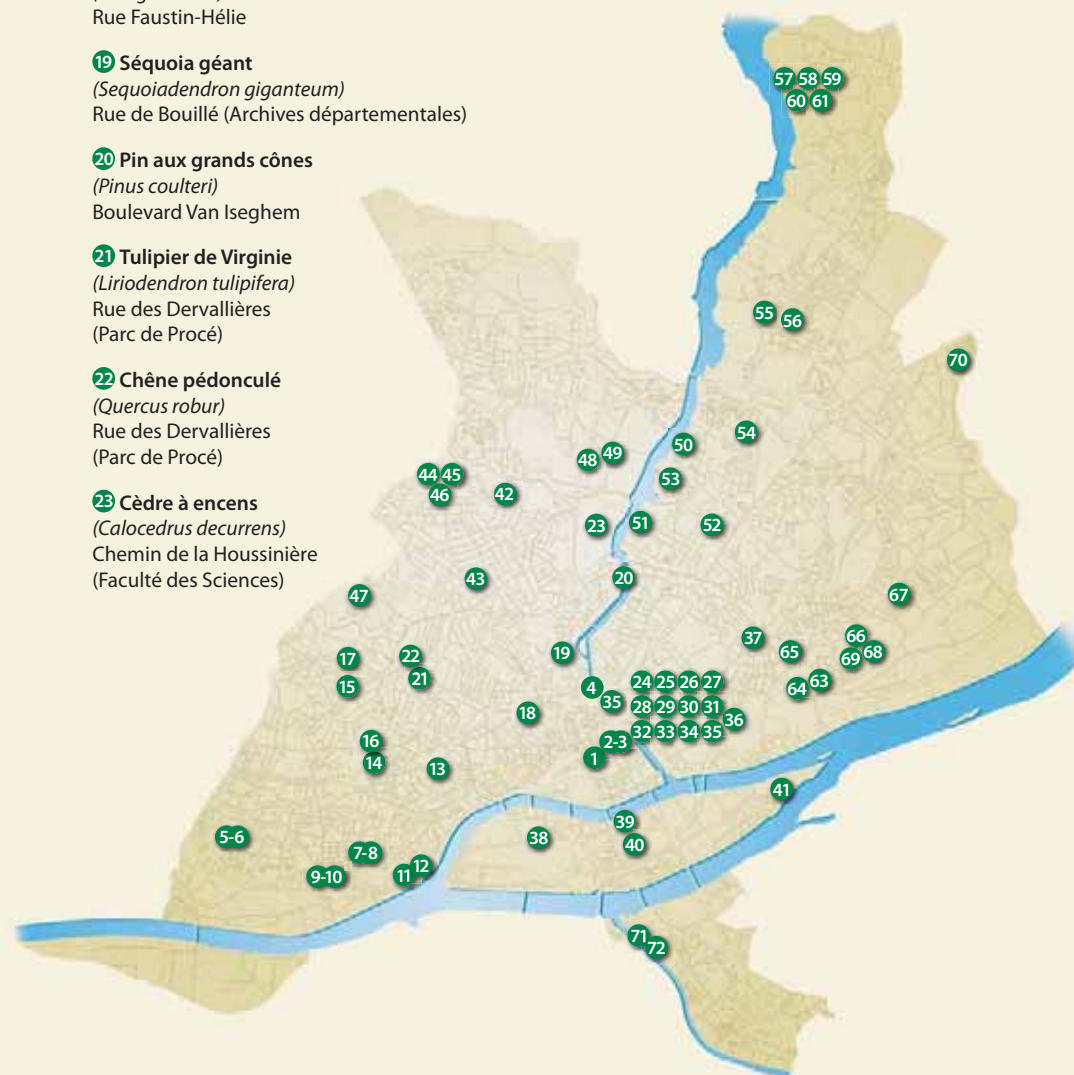 Rue Faustin-Hélie
19 Séquoia géant
(Sequoiadendron giganteum)
Rue de Bouillé (Archives départementales)
20 Pin aux grands cônes
(Pinus coulteri)
Boulevard Van Iseghem
21 Tulipier de Virginie
(Liriodendron tulipifera)
Rue des Dervallières
(Parc de Procé)
22 Chêne pédonculé
(Quercus robur)
Rue des Dervallières
(Parc de Procé)
23 Cèdre à encens
(Calocedrus decurrens)
Chemin de la Houssinière
(Faculté des Sciences)
57 58 59
60 61
55 56
70
54
50
48 49
44 45
53
46 42
23 51 52
43 20
47 67
37 66
17 22 19 65 69 68
15 21 4 24 25 26 27 64 63
35
18 28 29 30 31 36
16 2-3 32 33 34 35
14 13 1
41
39
5-6 38 40
7-8
9-10 11 12
71
72